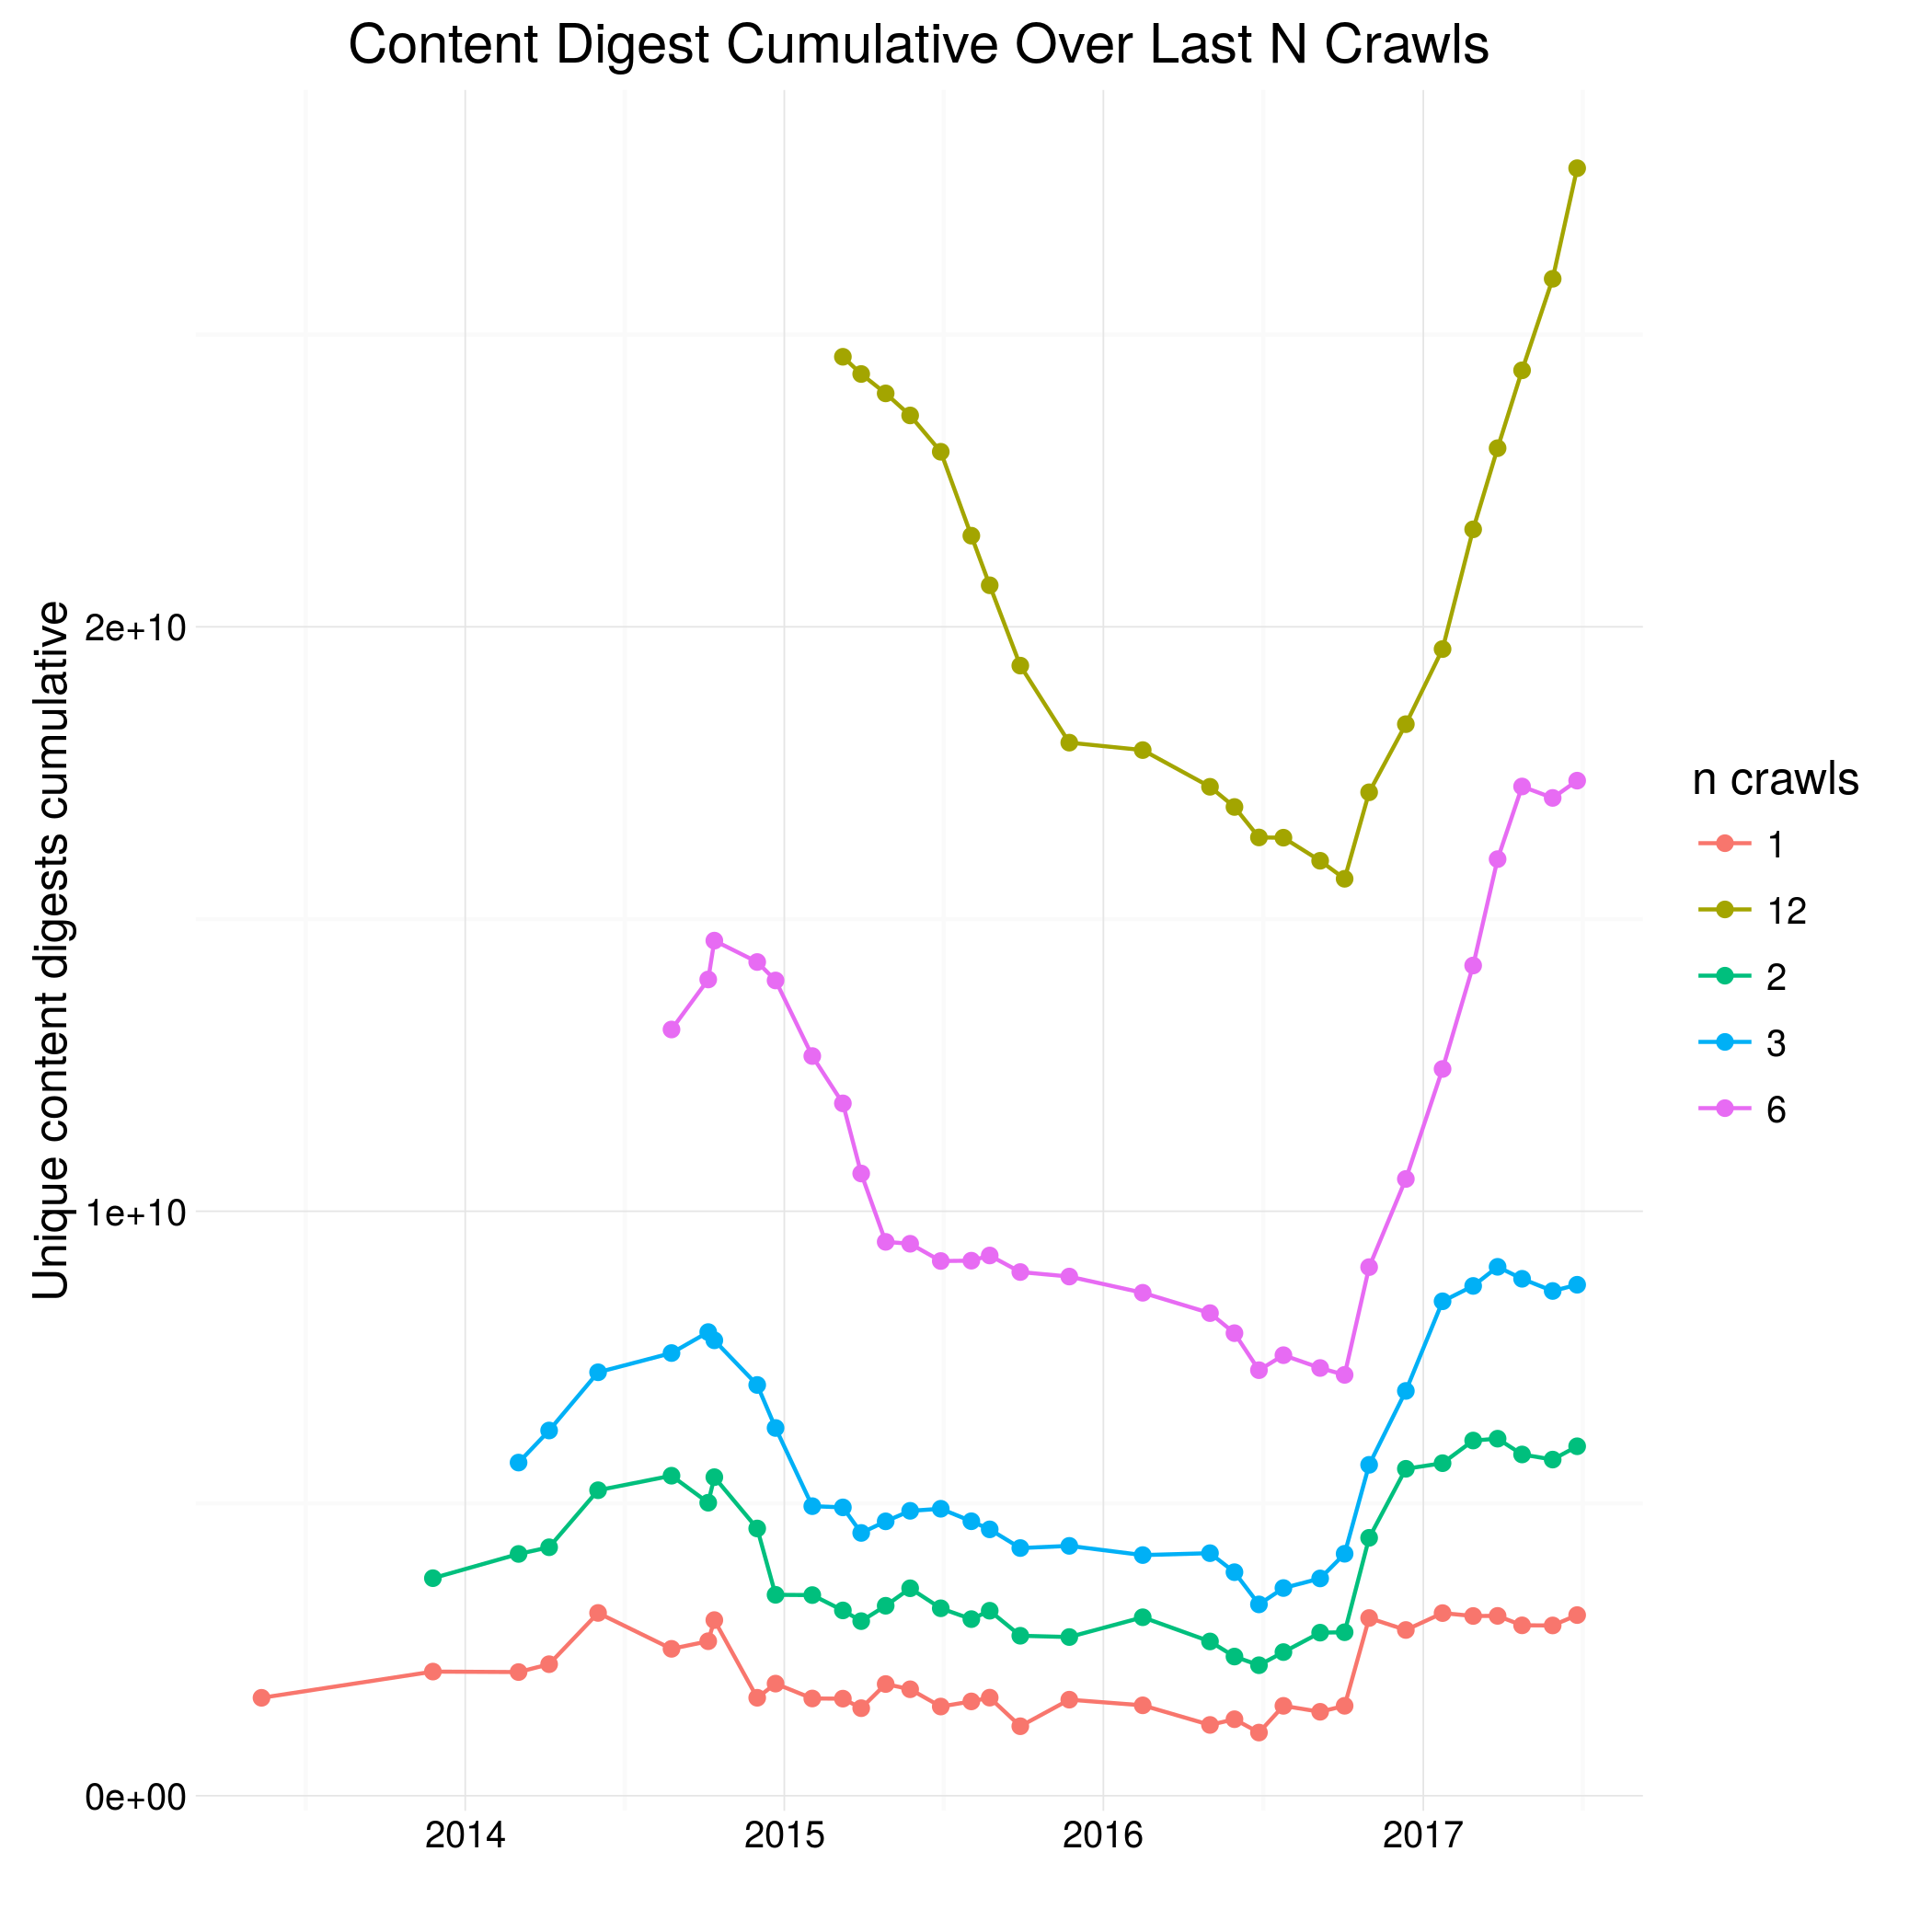 Content Digest Cumulative Over Last N Crawls
Unique content digests cumulative
2e+10
1e+10
0e+00
2014
2015
2016
2017
n crawls
1
12
2
3
6